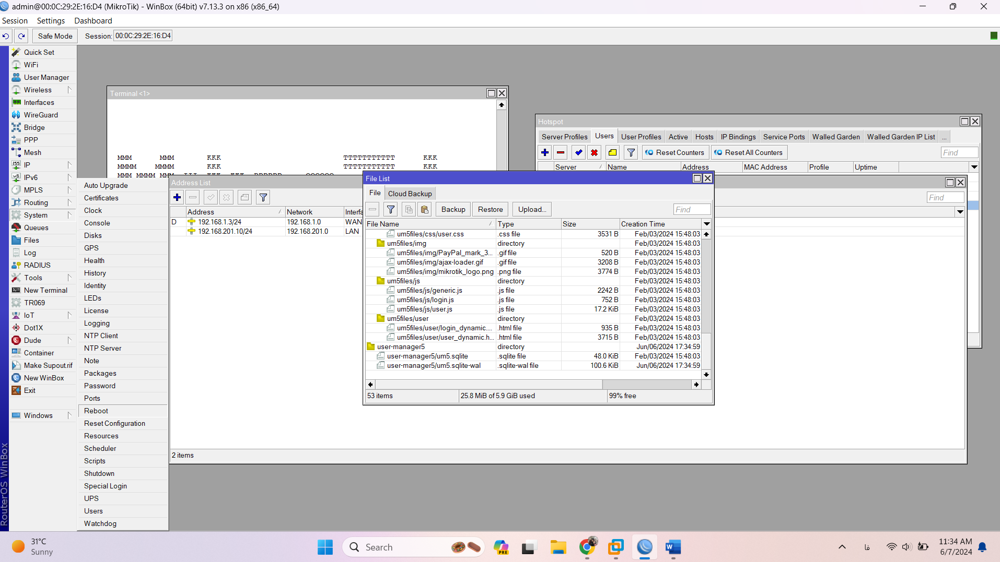 admin@00:0C:29:2E:16:D4 (MikroTik) - WinBox (64bit) v7.13.3 on x86 (x86_64)
Session Settings Dashboard
Safe Mode Session: 00:0C:29:2E:16:D4
Quick Set
WiFi
User Manager
Wireless
Interfaces
WireGuard
Bridge
PPP
Mesh
IP
IPv6
MPLS
Routing
System
Queues
Files
Log
RADIUS
Tools
New Terminal
TR069
IoT
Dot1X
Dude
Container
Make Supout.rif
New WinBox
Exit
Windows
RouterOS WinBox
Auto Upgrade
Certificates
Clock
Console
Disks
GPS
Health
History
Identity
LEDs
License
Logging
NTP Client
NTP Server
Note
Packages
Password
Ports
Reboot
Reset Configuration
Resources
Scheduler
Scripts
Shutdown
Special Login
UPS
Users
Watchdog
Terminal <1>
MMM MMM KKK TTTTTTTTTTT KKK
MMMM MMMM KKK TTTTTTTTTTT KKK
MMM MMMM MMM III KKK KKK RRRRRR OOOOOO
Hotspot
Server Profiles Users User Profiles Active Hosts IP Bindings Service Ports Walled Garden Walled Garden IP List ...
Reset Counters Reset All Counters Find
Server Name Address MAC Address Profile Uptime
Address List
Find
Address Network Interfa
D 192.168.1.3/24 192.168.1.0 WAN
192.168.201.10/24 192.168.201.0 LAN
2 items
File List
File Cloud Backup
Backup Restore Upload... Find
File Name Type Size Creation Time
um5files/css/user.css .css file 3531 B Feb/03/2024 15:48:03
um5files/img directory Feb/03/2024 15:48:03
um5files/img/PayPal_mark_3... .gif file 520 B Feb/03/2024 15:48:03
um5files/img/ajax-loader.gif .gif file 3208 B Feb/03/2024 15:48:03
um5files/img/mikrotik_logo.png .png file 3774 B Feb/03/2024 15:48:03
um5files/js directory Feb/03/2024 15:48:03
um5files/js/generic.js .js file 2242 B Feb/03/2024 15:48:03
um5files/js/login.js .js file 752 B Feb/03/2024 15:48:03
um5files/js/user.js .js file 17.2 KiB Feb/03/2024 15:48:03
um5files/user directory Feb/03/2024 15:48:03
um5files/user/login_dynamic.... .html file 935 B Feb/03/2024 15:48:03
um5files/user/user_dynamic.h... .html file 3715 B Feb/03/2024 15:48:03
user-manager5 directory Jun/06/2024 17:34:59
user-manager5/um5.sqlite .sqlite file 48.0 KiB Feb/03/2024 15:48:03
user-manager5/um5.sqlite-wal .sqlite-wal file 100.6 KiB Jun/06/2024 17:34:59
53 items 25.8 MiB of 5.9 GiB used 99% free
31°C
Sunny
Search
PRE
فا
11:34 AM
6/7/2024